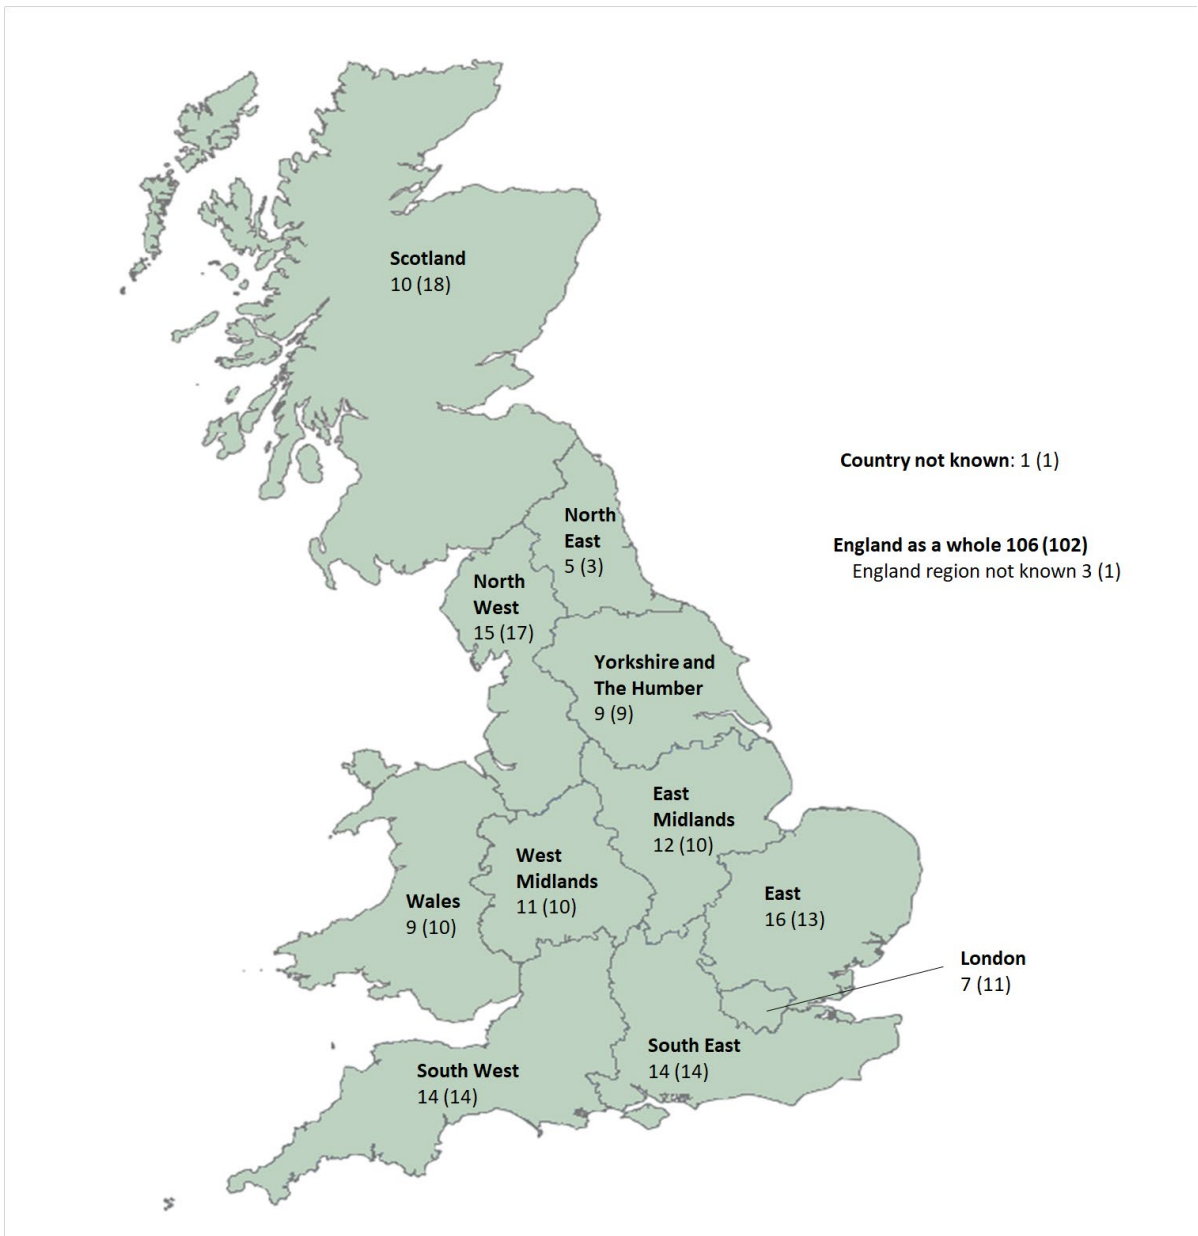 Scotland
10 (18)
Country not known: 1 (1)
North
East
5 (3)
England as a whole 106 (102)
England region not known 3 (1)
North
West
15 (17)
Yorkshire and
The Humber
9 (9)
East
Midlands
12 (10)
West
Midlands
11 (10)
Wales
9 (10)
East
16 (13)
London
7 (11)
South East
14 (14)
South West
14 (14)